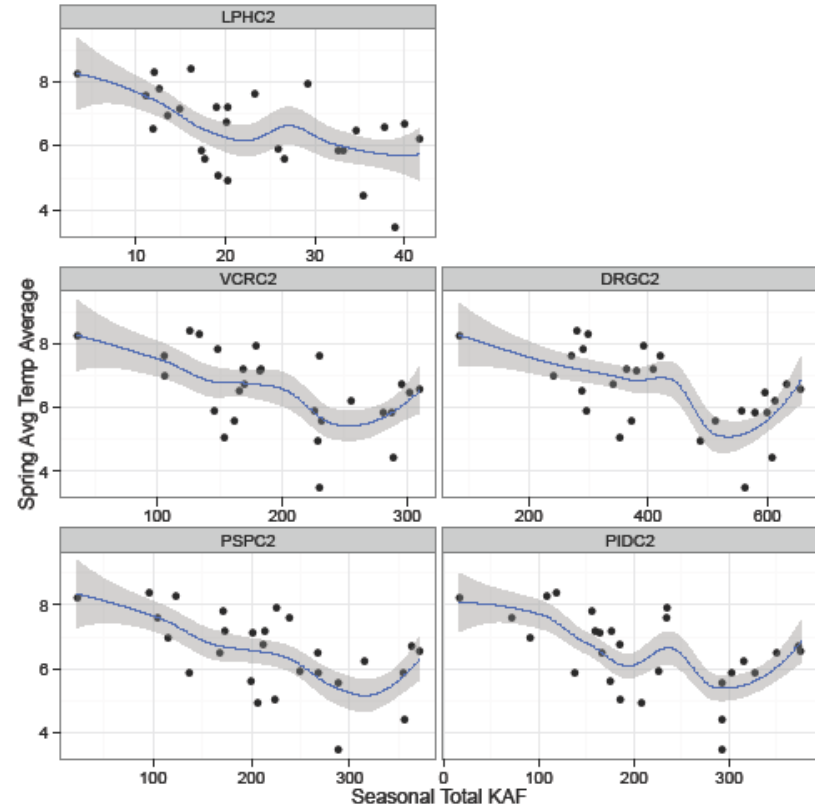 LPHC2
8
6
4
10 20 30 40
VCRC2 DRGC2
8
6
4
100 200 300 200 400 600
PSPC2 PIDC2
8
6
4
100 200 300 0 100 200 300
Spring Avg Temp Average
Seasonal Total KAF